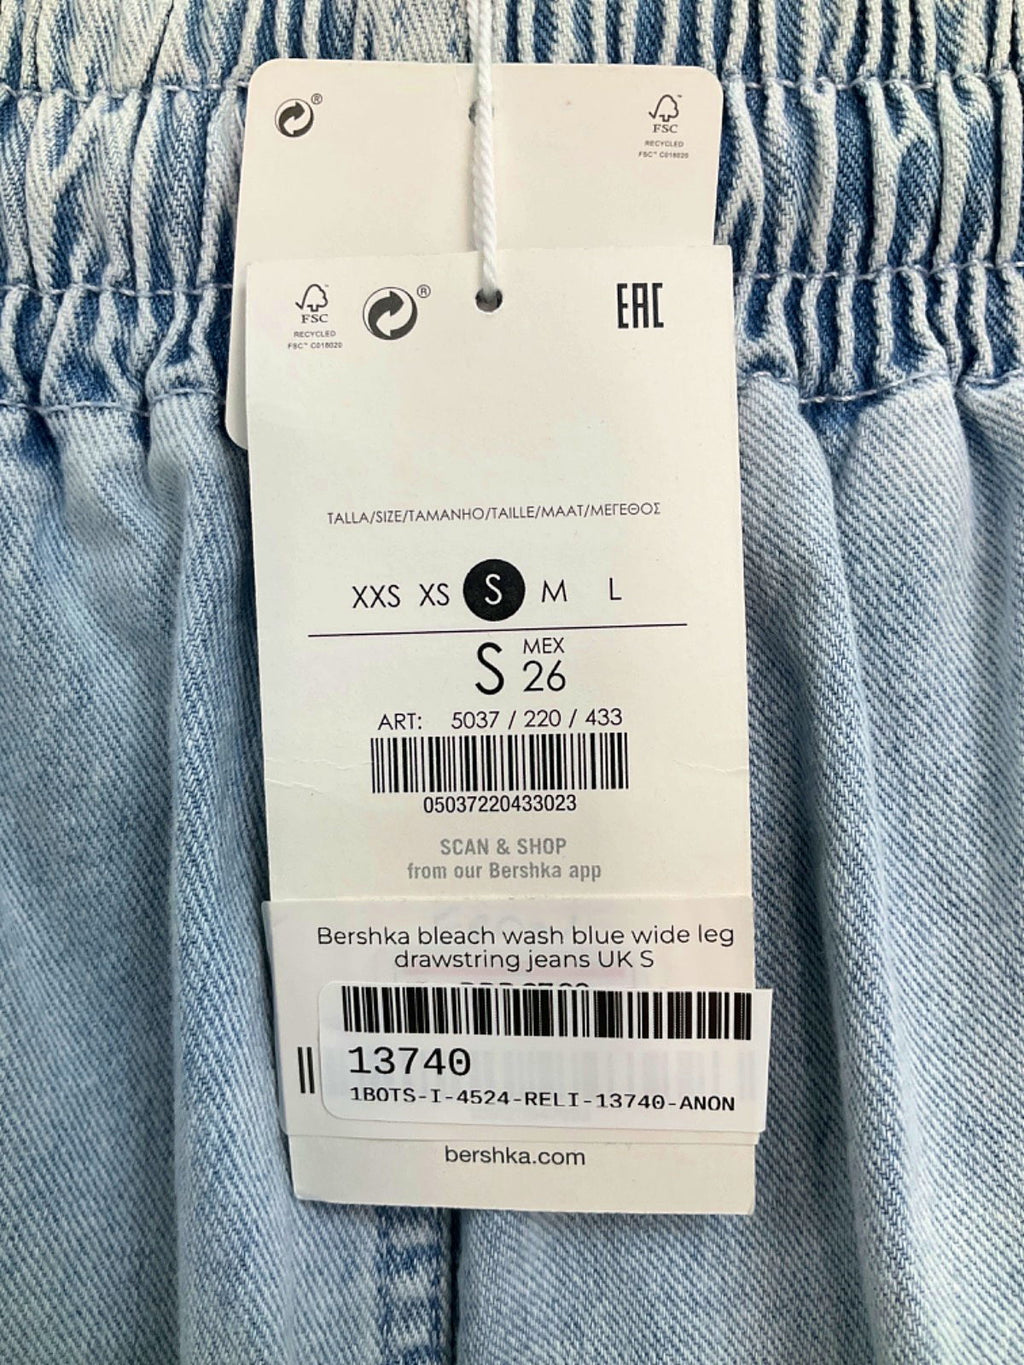 ®
FSC™
RECYCLED
FSC™ C018020
FSC™
RECYCLED
FSC™ C018020
®
EAC
TALLA/SIZE/TAMANHO/TAILLE/MAAT/ΜΕΓΕΘΟΣ
XXS XS S M L
S MEX 26
ART: 5037 / 220 / 433
05037220433023
SCAN & SHOP
from our Bershka app
Bershka bleach wash blue wide leg
drawstring jeans UK S
13740
1BOTS-I-4524-RELI-13740-ANON
bershka.com